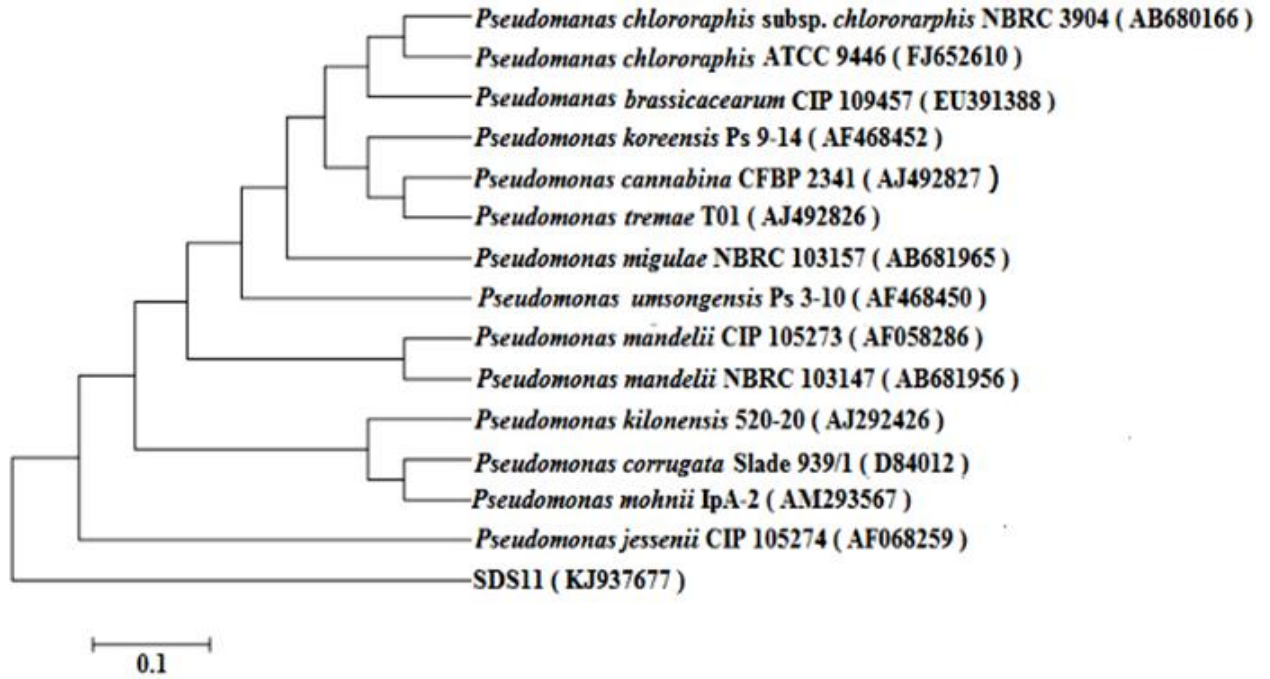 Pseudomanas chlororaphis subsp. chlororarphis NBRC 3904 ( AB680166 )
Pseudomanas chlororaphis ATCC 9446 ( FJ652610 )
Pseudomanas brassicacearum CIP 109457 ( EU391388 )
Pseudomonas koreensis Ps 9-14 ( AF468452 )
Pseudomonas cannabina CFBP 2341 ( AJ492827 )
Pseudomonas tremae T01 ( AJ492826 )
Pseudomonas migulae NBRC 103157 ( AB681965 )
Pseudomonas umsongensis Ps 3-10 ( AF468450 )
Pseudomonas mandelii CIP 105273 ( AF058286 )
Pseudomonas mandelii NBRC 103147 ( AB681956 )
Pseudomonas kilonensis 520-20 ( AJ292426 )
Pseudomonas corrugata Slade 939/1 ( D84012 )
Pseudomonas mohnii IpA-2 ( AM293567 )
Pseudomonas jessenii CIP 105274 ( AF068259 )
SDS11 ( KJ937677 )
0.1